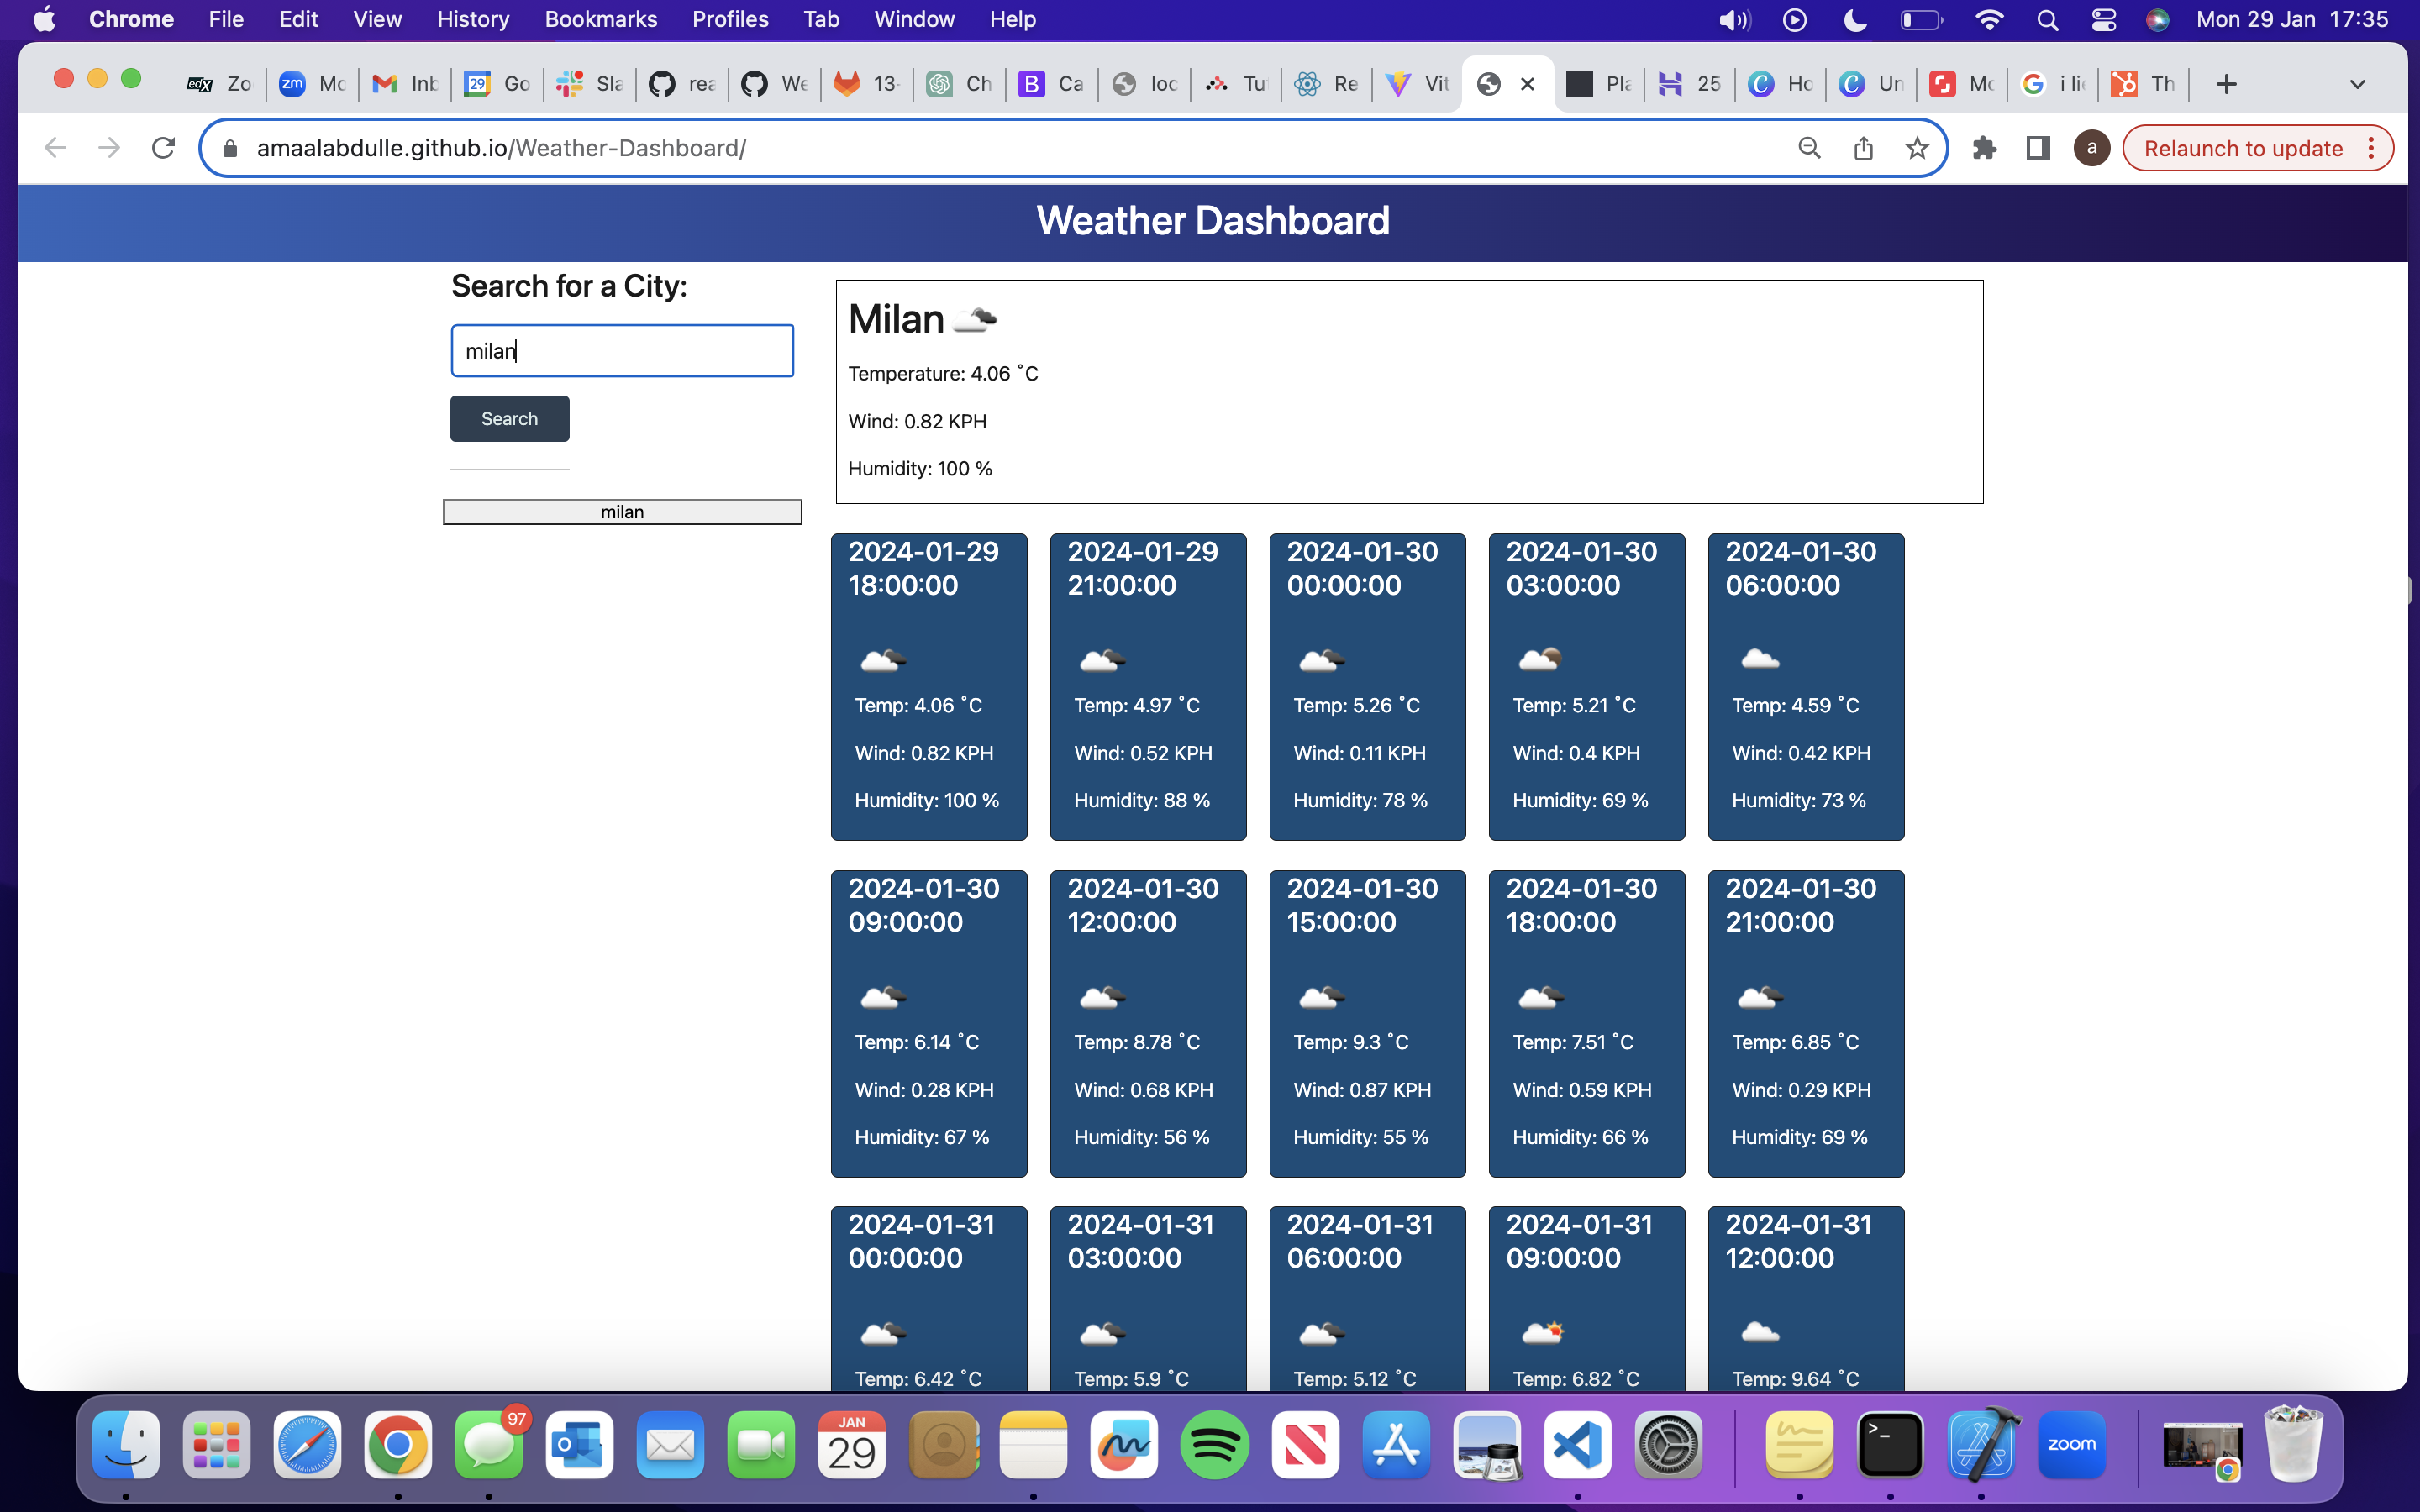 Chrome File Edit View History Bookmarks Profiles Tab Window Help Mon 29 Jan 17:35
edX Zo zm Mc Inb 29 Go Sla rea We 13- Ch B Ca loc Tu Re Vit Pla 25 Ho Un Mc i lic Th
amaalabdulle.github.io/Weather-Dashboard/ a Relaunch to update
Weather Dashboard
Search for a City:
milan
Search
milan
Milan
Temperature: 4.06 °C
Wind: 0.82 KPH
Humidity: 100 %
2024-01-29 2024-01-29 2024-01-30 2024-01-30 2024-01-30
18:00:00 21:00:00 00:00:00 03:00:00 06:00:00
Temp: 4.06 °C Temp: 4.97 °C Temp: 5.26 °C Temp: 5.21 °C Temp: 4.59 °C
Wind: 0.82 KPH Wind: 0.52 KPH Wind: 0.11 KPH Wind: 0.4 KPH Wind: 0.42 KPH
Humidity: 100 % Humidity: 88 % Humidity: 78 % Humidity: 69 % Humidity: 73 %
2024-01-30 2024-01-30 2024-01-30 2024-01-30 2024-01-30
09:00:00 12:00:00 15:00:00 18:00:00 21:00:00
Temp: 6.14 °C Temp: 8.78 °C Temp: 9.3 °C Temp: 7.51 °C Temp: 6.85 °C
Wind: 0.28 KPH Wind: 0.68 KPH Wind: 0.87 KPH Wind: 0.59 KPH Wind: 0.29 KPH
Humidity: 67 % Humidity: 56 % Humidity: 55 % Humidity: 66 % Humidity: 69 %
2024-01-31 2024-01-31 2024-01-31 2024-01-31 2024-01-31
00:00:00 03:00:00 06:00:00 09:00:00 12:00:00
Temp: 6.42 °C Temp: 5.9 °C Temp: 5.12 °C Temp: 6.82 °C Temp: 9.64 °C
97
JAN
29
zoom